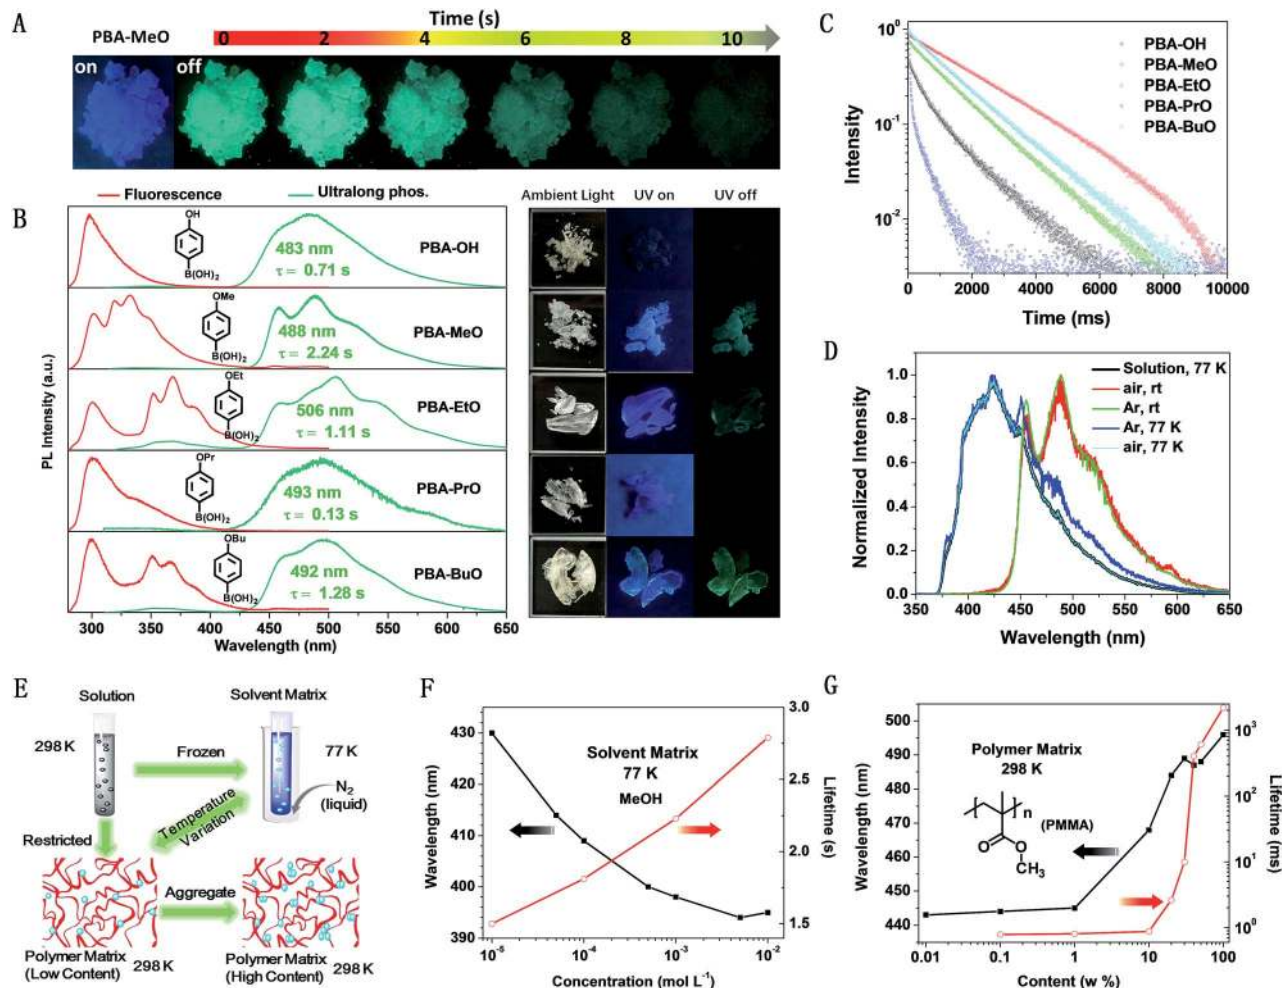 A
Time (s)
PBA-MeO
0 2 4 6 8 10
on
off
B
Fluorescence
Ultralong phos.
Ambient Light UV on UV off
OH
B(OH)2
483 nm
τ = 0.71 s
PBA-OH
OMe
B(OH)2
488 nm
τ = 2.24 s
PBA-MeO
OEt
B(OH)2
506 nm
τ = 1.11 s
PBA-EtO
OPr
B(OH)2
493 nm
τ = 0.13 s
PBA-PrO
OBu
B(OH)2
492 nm
τ = 1.28 s
PBA-BuO
PL Intensity (a.u.)
300 350 400 450 500 550 600 650
Wavelength (nm)
C
PBA-OH
PBA-MeO
PBA-EtO
PBA-PrO
PBA-BuO
Intensity
10^0
10^-1
10^-2
0 2000 4000 6000 8000 10000
Time (ms)
D
Solution, 77 K
air, rt
Ar, rt
Ar, 77 K
air, 77 K
Normalized Intensity
1.0
0.8
0.6
0.4
0.2
0.0
350 400 450 500 550 600 650
Wavelength (nm)
E
Solution
Solvent Matrix
298 K
Frozen
77 K
N2
(liquid)
Temperature
Variation
Restricted
Aggregate
Polymer Matrix
(Low Content)
298 K
Polymer Matrix
(High Content)
298 K
F
Solvent Matrix
77 K
MeOH
Wavelength (nm)
430
420
410
400
390
Lifetime (s)
3.0
2.5
2.0
1.5
10^-5 10^-4 10^-3 10^-2
Concentration (mol L^-1)
G
Polymer Matrix
298 K
n
(PMMA)
O
O
CH3
Wavelength (nm)
500
490
480
470
460
450
440
Lifetime (ms)
10^3
10^2
10^1
10^0
0.01 0.1 1 10 100
Content (w %)